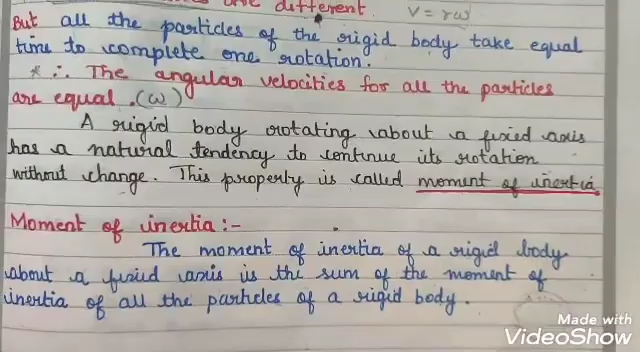 are different. V = rω
But all the particles of the rigid body take equal
time to complete one rotation.
* ∴ The angular velocities for all the particles
are equal. (ω)
A rigid body rotating about a fixed axis
has a natural tendency to continue its rotation
without change. This property is called moment of inertia.
Moment of inertia :-
The moment of inertia of a rigid body
about a fixed axis is the sum of the moment of
inertia of all the particles of a rigid body.
Made with
VideoShow